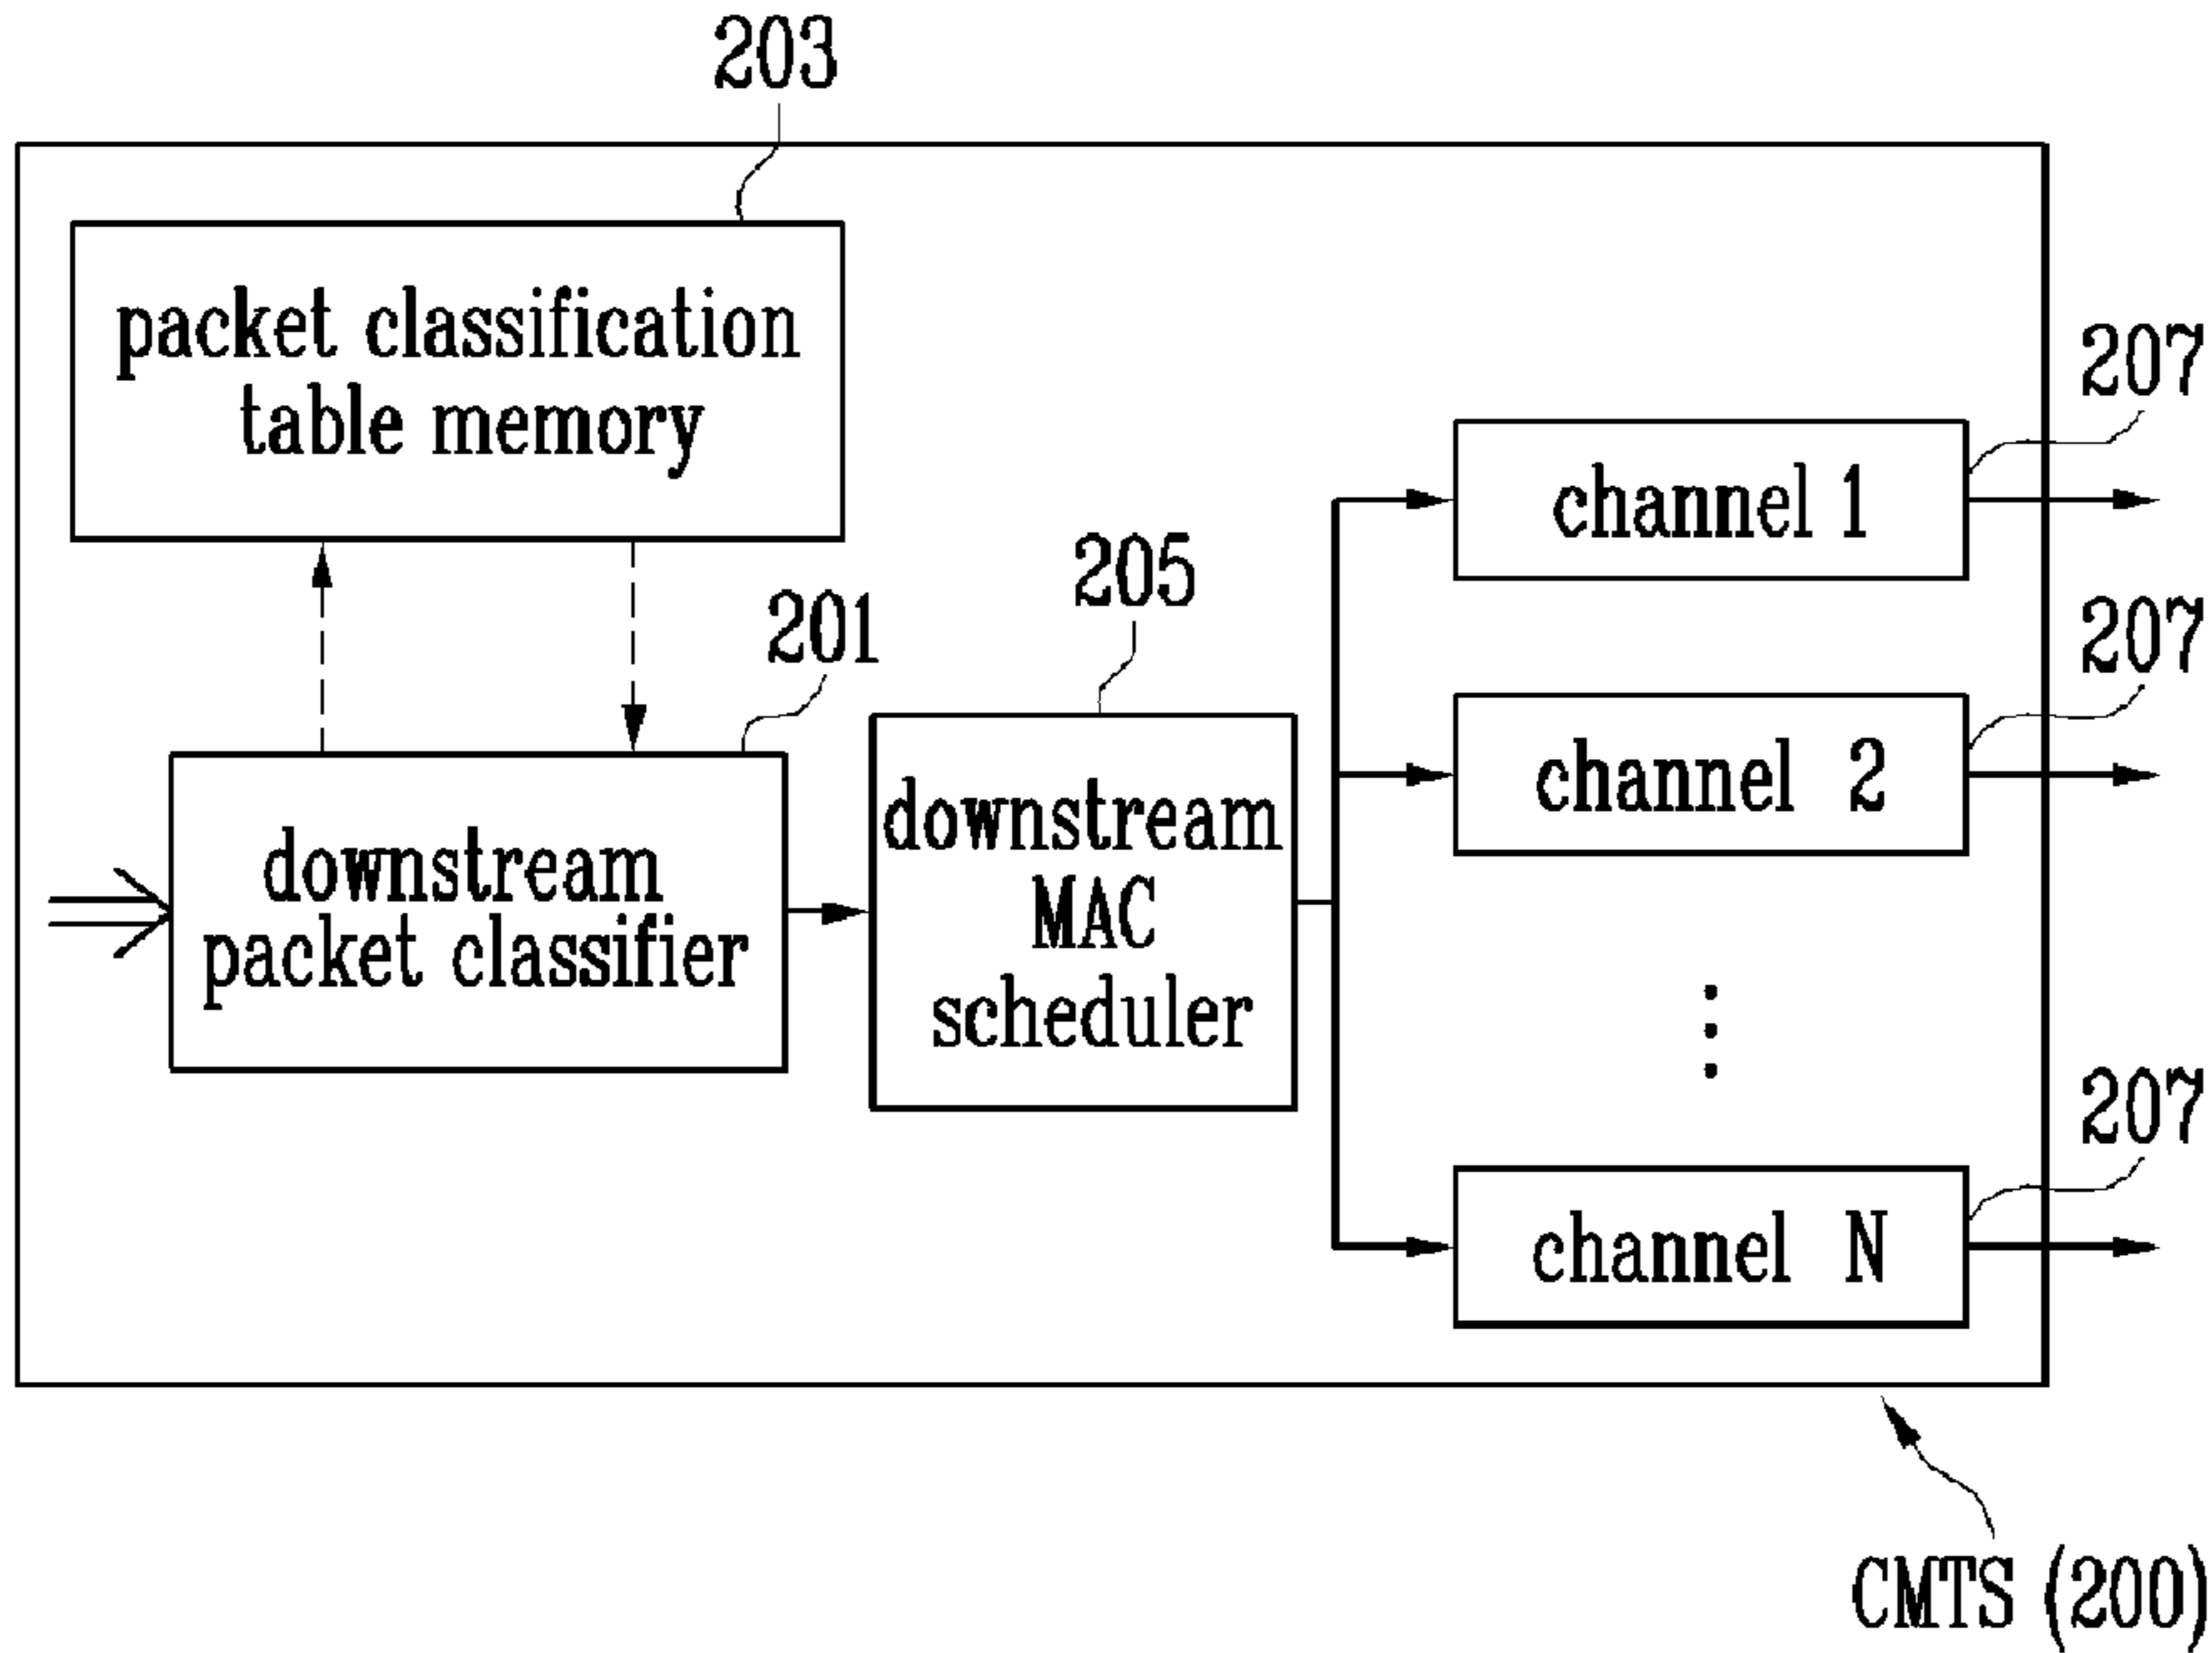 203
packet classification
table memory
207
channel 1
205
201
207
channel 2
downstream
packet classifier
downstream
MAC
scheduler
207
channel N
CMTS (200)